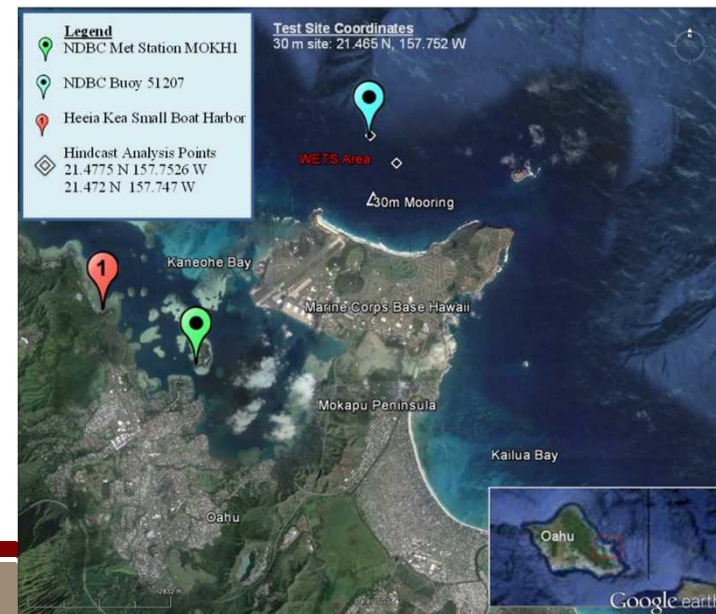 Legend
NDBC Met Station MOKH1
NDBC Buoy 51207
1
Heeia Kea Small Boat Harbor
Hindcast Analysis Points
21.4775 N 157.7526 W
21.472 N 157.747 W
Test Site Coordinates
30 m site: 21.465 N, 157.752 W
N
WETS Area
30m Mooring
Kaneohe Bay
1
Marine Corps Base Hawaii
Mokapu Peninsula
Kailua Bay
Oahu
Oahu
Google earth